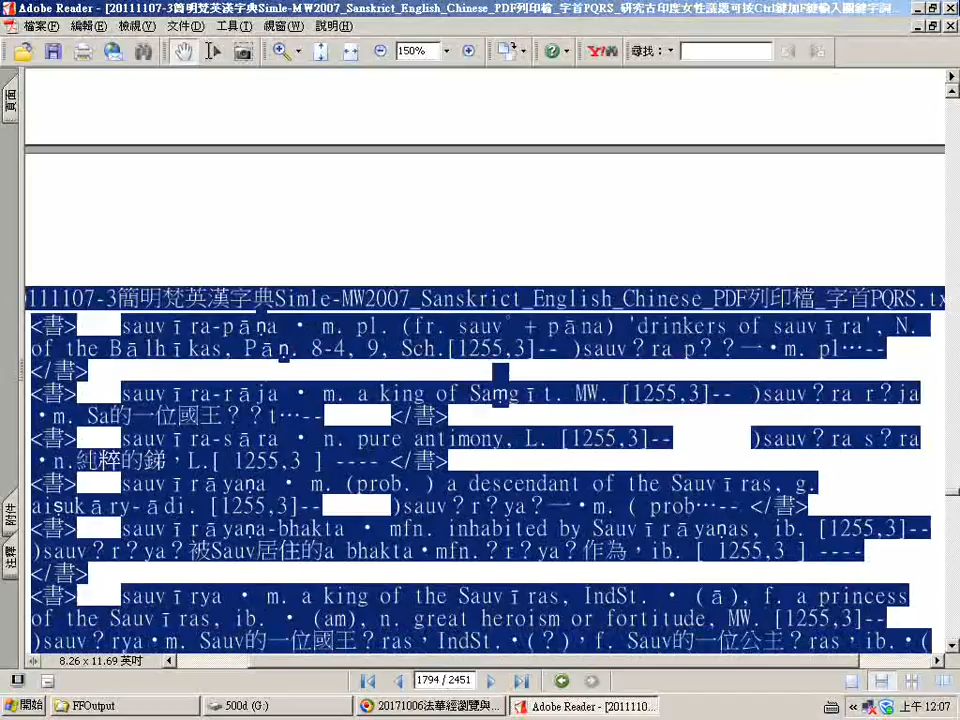 Adobe Reader - [20111107-3簡明梵英漢字典Simle-MW2007_Sanskrict_English_Chinese_PDF列印檔_字首PQRS_研究古印度女性議題可按Ctrl鍵加F鍵輸入關鍵字詞...
檔案(F) 編輯(E) 檢視(V) 文件(D) 工具(T) 視窗(W) 說明(H)
150% 尋找：
頁面
0111107-3簡明梵英漢字典Simle-MW2007_Sanskrict_English_Chinese_PDF列印檔_字首PQRS.tx
<書> sauvīra-pāṇa · m. pl. (fr. sauv° + pāna) 'drinkers of sauvīra', N.
of the Bālhīkas, Pāṇ. 8-4, 9, Sch.[1255,3]-- )sauv？ra p？？一·m. pl…--
</書>
<書> sauvīra-rāja · m. a king of Saṃgīt. MW. [1255,3]-- )sauv？ra r？ja
·m. Sa的一位國王？？t…-- </書>
<書> sauvīra-sāra · n. pure antimony, L. [1255,3]-- )sauv？ra s？ra
·n.純粹的銻，L.[ 1255,3 ] ---- </書>
<書> sauvīrāyaṇa · m. (prob. ) a descendant of the Sauvīras, g.
aiṣukāry-ādi. [1255,3]-- )sauv？r？ya？一·m. ( prob…-- </書>
<書> sauvīrāyaṇa-bhakta · mfn. inhabited by Sauvīrāyaṇas, ib. [1255,3]--
)sauv？r？ya？被Sauv居住的a bhakta·mfn.？r？ya？作為，ib. [ 1255,3 ] ----
</書>
<書> sauvīrya · m. a king of the Sauvīras, IndSt. · (ā), f. a princess
of the Sauvīras, ib. · (am), n. great heroism or fortitude, MW. [1255,3]--
)sauv？rya·m. Sauv的一位國王？ras, IndSt.·(？), f. Sauv的一位公主？ras，ib.·(
附件
注釋
8.26 x 11.69 英吋
1794 / 2451
開始 FFOutput 500d (G:) 20171006法華經瀏覽與... Adobe Reader - [2011110... 上午 12:07